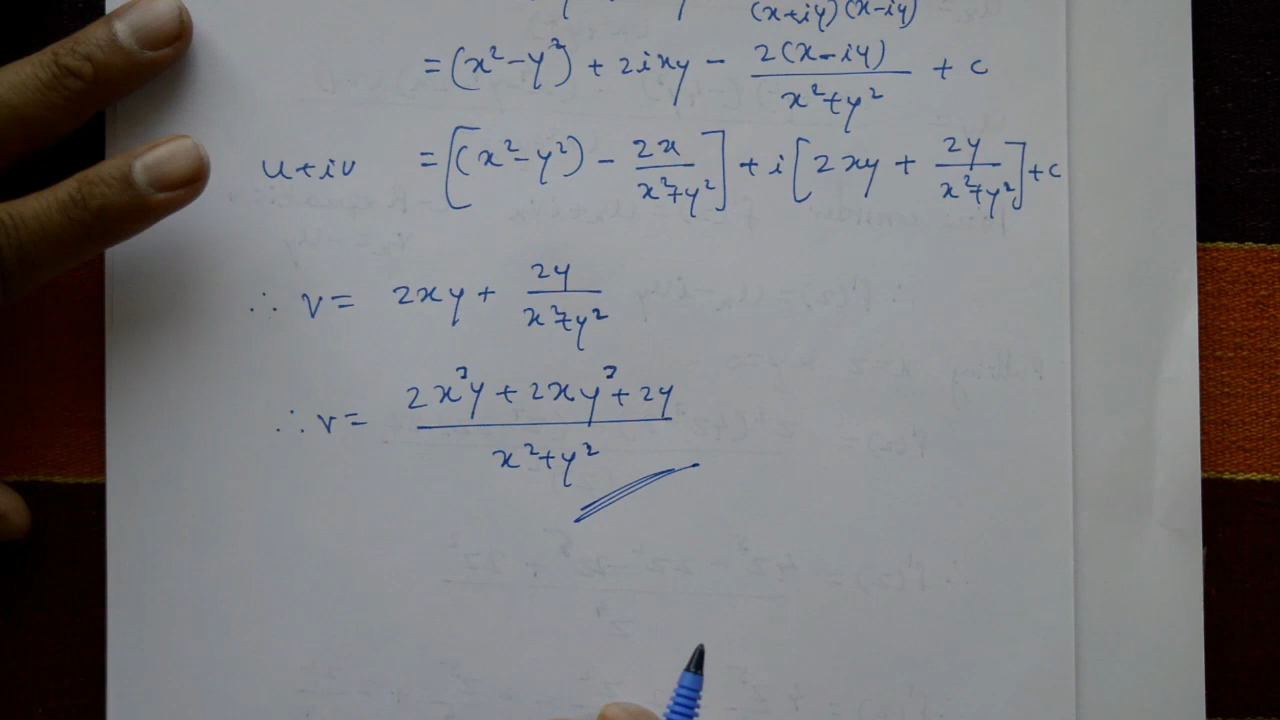 (x+iy)(x-iy)
= (x²-y²) + 2ixy - 2(x-iy)/(x²+y²) + c
u+iv = [(x²-y²) - 2x/(x²+y²)] + i[2xy + 2y/(x²+y²)] + c
∴ v = 2xy + 2y/(x²+y²)
∴ v = (2x³y + 2xy³ + 2y)/(x²+y²)